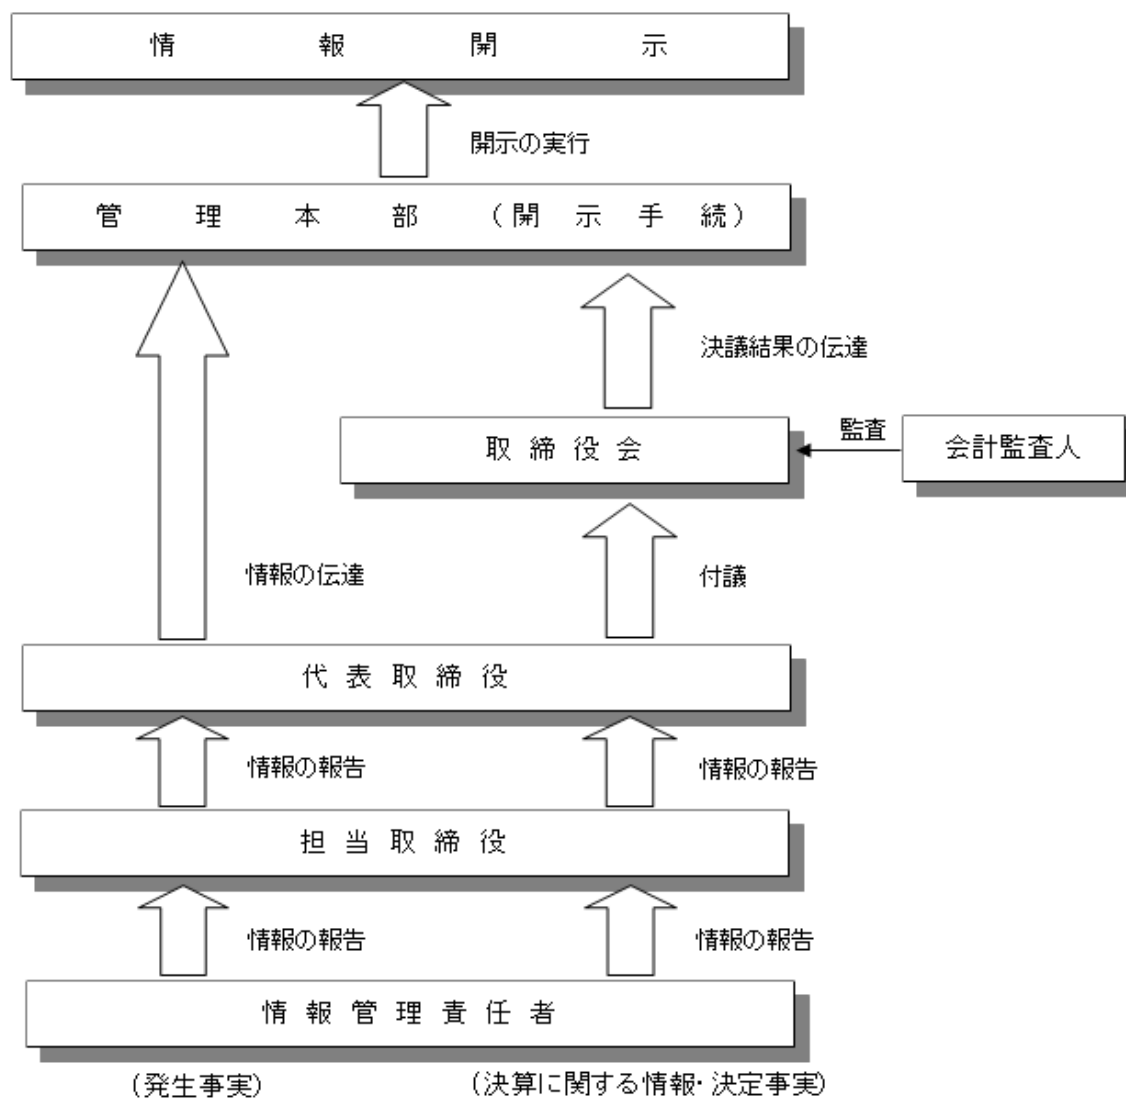 情報開示
開示の実行
管理本部(開示手続)
決議結果の伝達
取締役会
監査
会計監査人
情報の伝達
付議
代表取締役
情報の報告
情報の報告
担当取締役
情報の報告
情報の報告
情報管理責任者
(発生事実)
(決算に関する情報・決定事実)